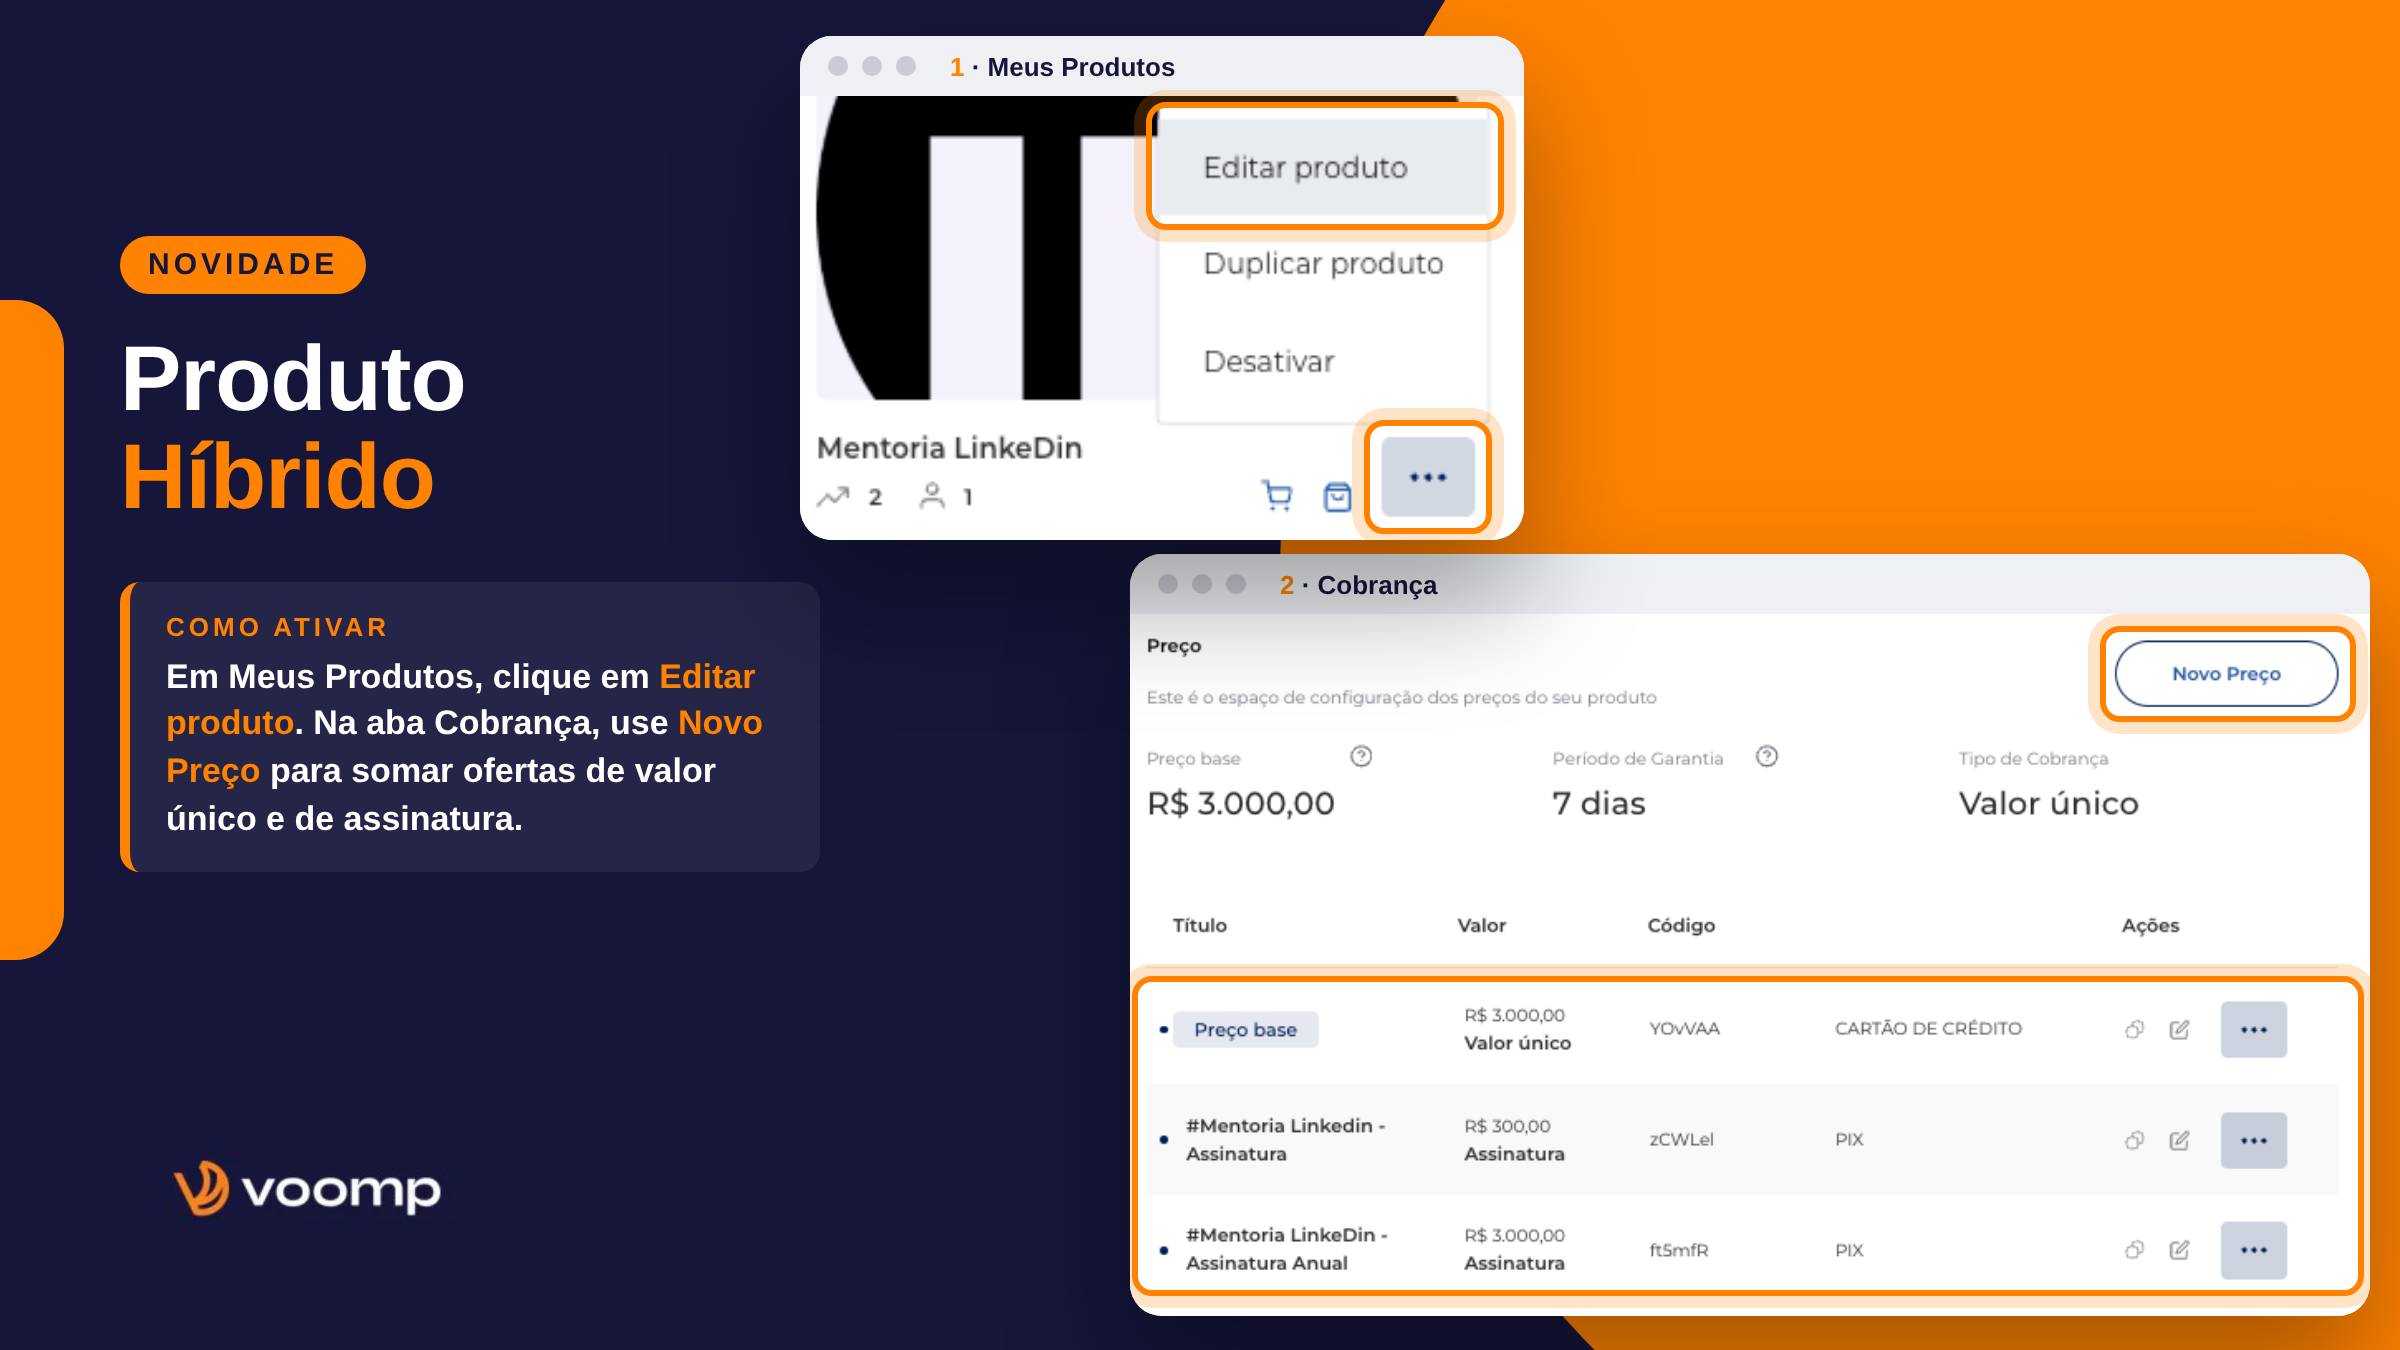 NOVIDADE
Produto
Híbrido
COMO ATIVAR
Em Meus Produtos, clique em Editar
produto. Na aba Cobrança, use Novo
Preço para somar ofertas de valor
único e de assinatura.
voomp
1 · Meus Produtos
Editar produto
Duplicar produto
Desativar
Mentoria LinkeDin
2 1
2 · Cobrança
Preço
Novo Preço
Este é o espaço de configuração dos preços do seu produto
Preço base Período de Garantia Tipo de Cobrança
R$ 3.000,00 7 dias Valor único
Título Valor Código Ações
Preço base R$ 3.000,00 Valor único YOvVAA CARTÃO DE CRÉDITO
#Mentoria Linkedin - R$ 300,00 zCWLel PIX
Assinatura Assinatura
#Mentoria LinkeDin - R$ 3.000,00 ft5mfR PIX
Assinatura Anual Assinatura